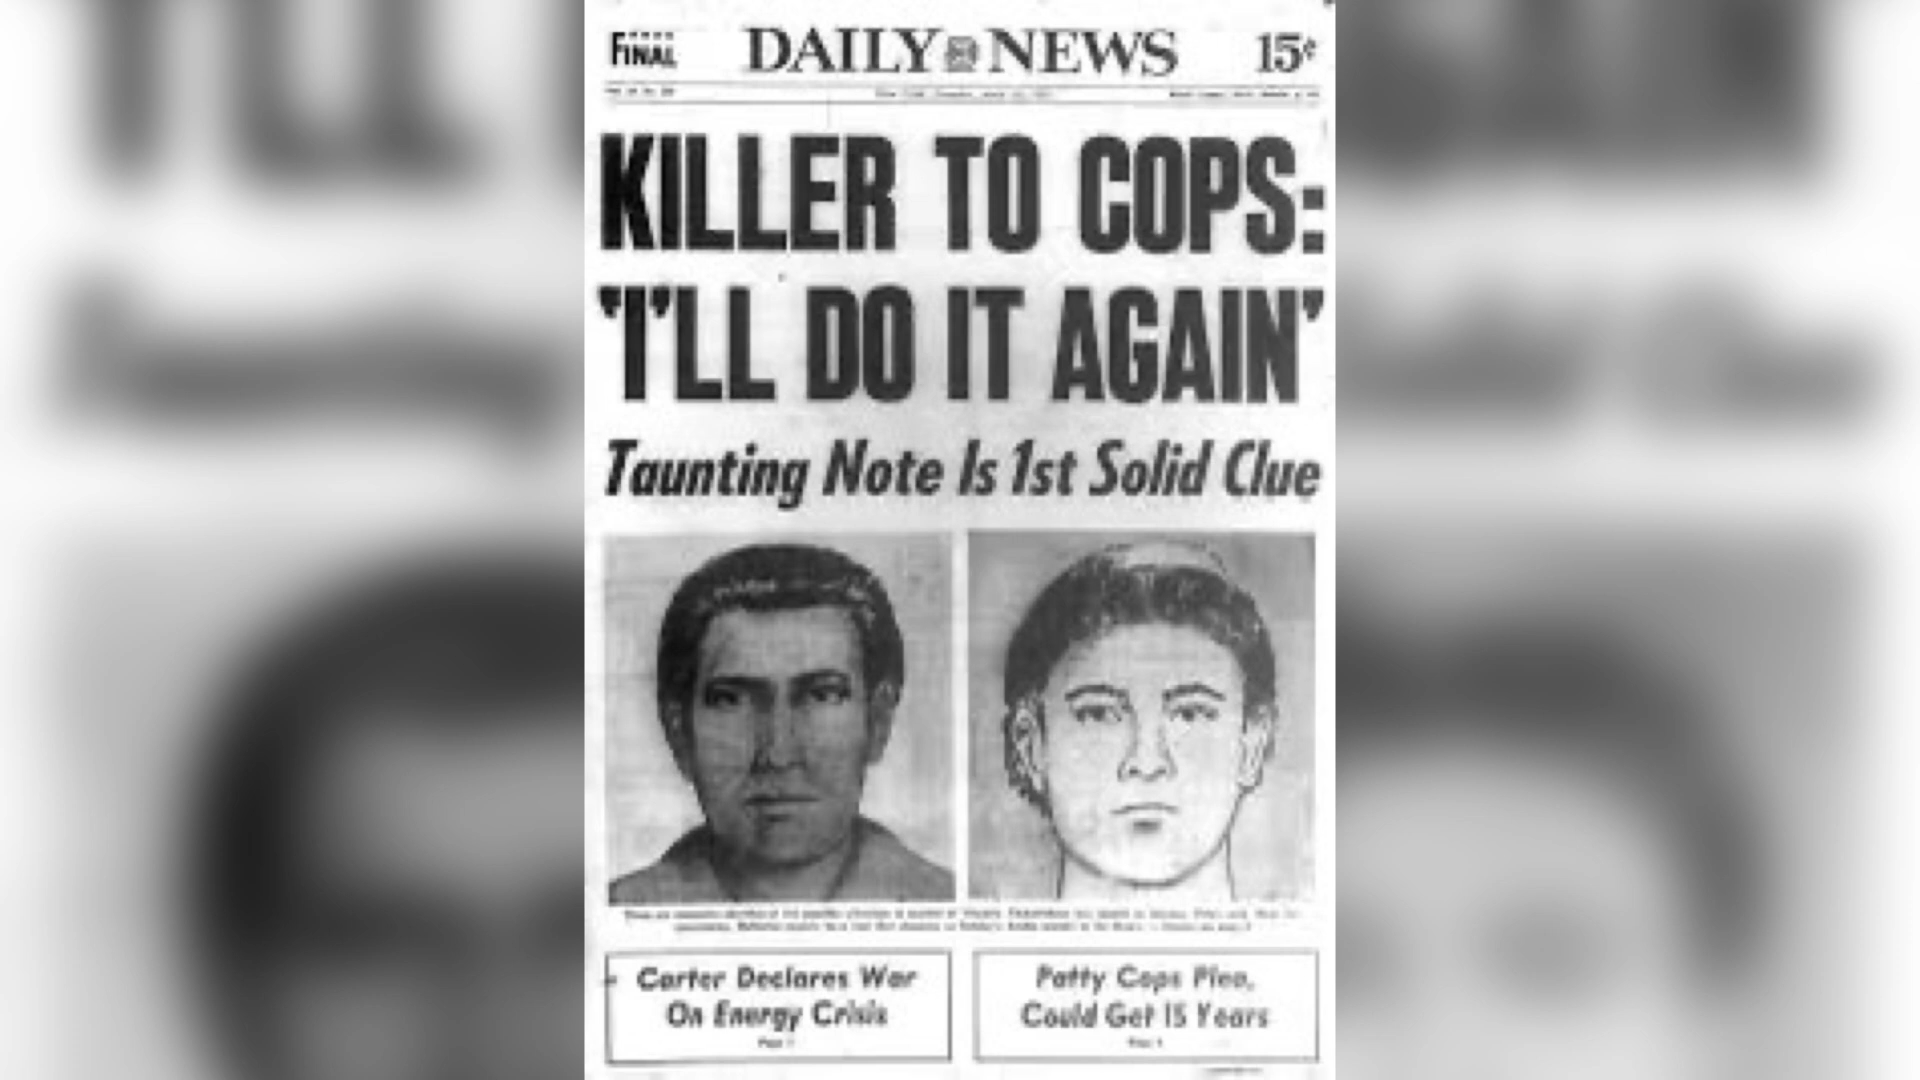 FINAL
DAILY NEWS
15¢
KILLER TO COPS:
'I'LL DO IT AGAIN'
Taunting Note Is 1st Solid Clue
Carter Declares War
On Energy Crisis
Patty Cops Plea,
Could Get 15 Years